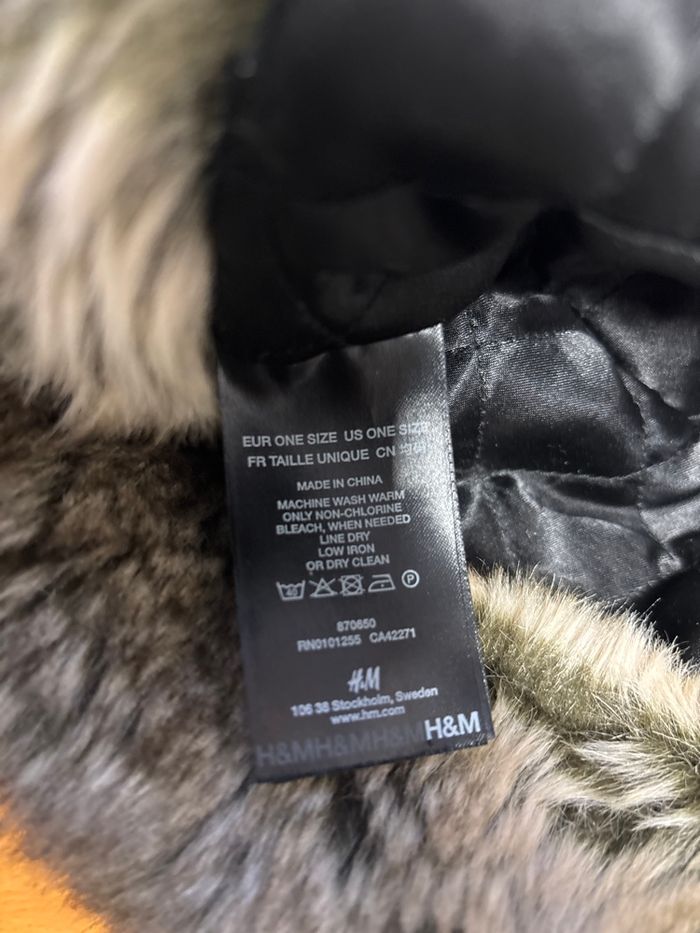 EUR ONE SIZE US ONE SIZE
FR TAILLE UNIQUE CN
MADE IN CHINA
MACHINE WASH WARM
ONLY NON-CHLORINE
BLEACH, WHEN NEEDED
LINE DRY
LOW IRON
OR DRY CLEAN
40 P
870650
RN0101255 CA42271
H&M
106 38 Stockholm, Sweden
www.hm.com
H&MH&MH&MH&M